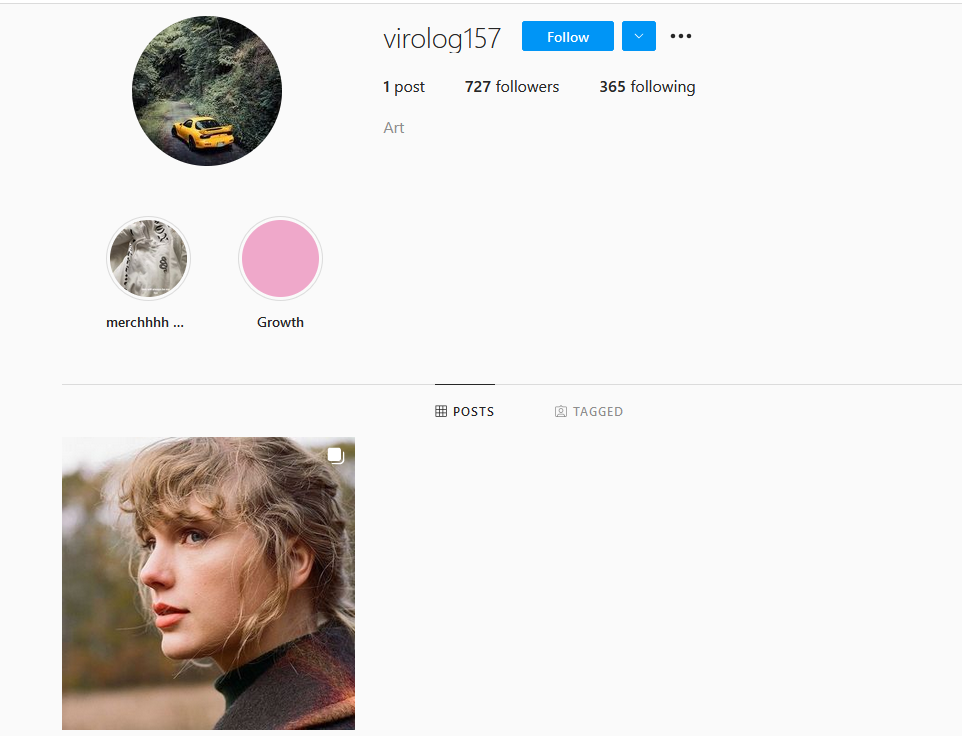 virolog157 Follow
1 post 727 followers 365 following
Art
merchhhh ... Growth
POSTS TAGGED